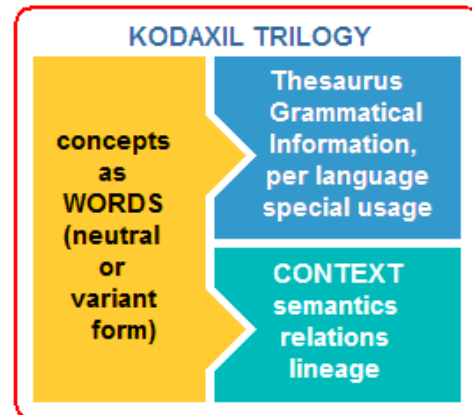 KODAXIL TRILOGY
concepts
as
WORDS
(neutral
or
variant
form)
Thesaurus
Grammatical
Information,
per language
special usage
CONTEXT
semantics
relations
lineage